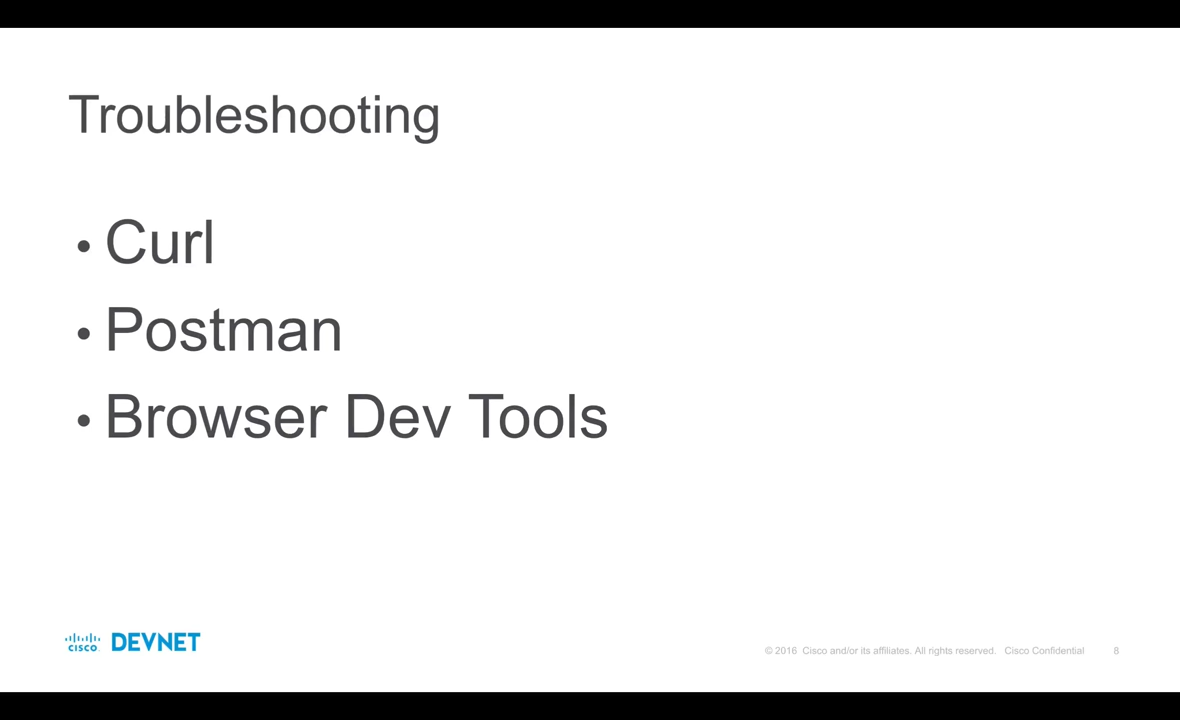 Troubleshooting
• Curl
• Postman
• Browser Dev Tools
CISCO DEVNET
© 2016 Cisco and/or its affiliates. All rights reserved. Cisco Confidential 8